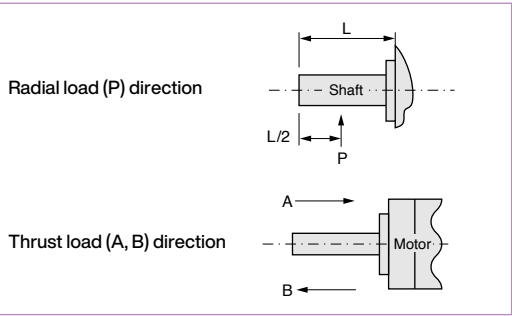 L
Radial load (P) direction
Shaft
L/2
P
A
Thrust load (A, B) direction
Motor
B